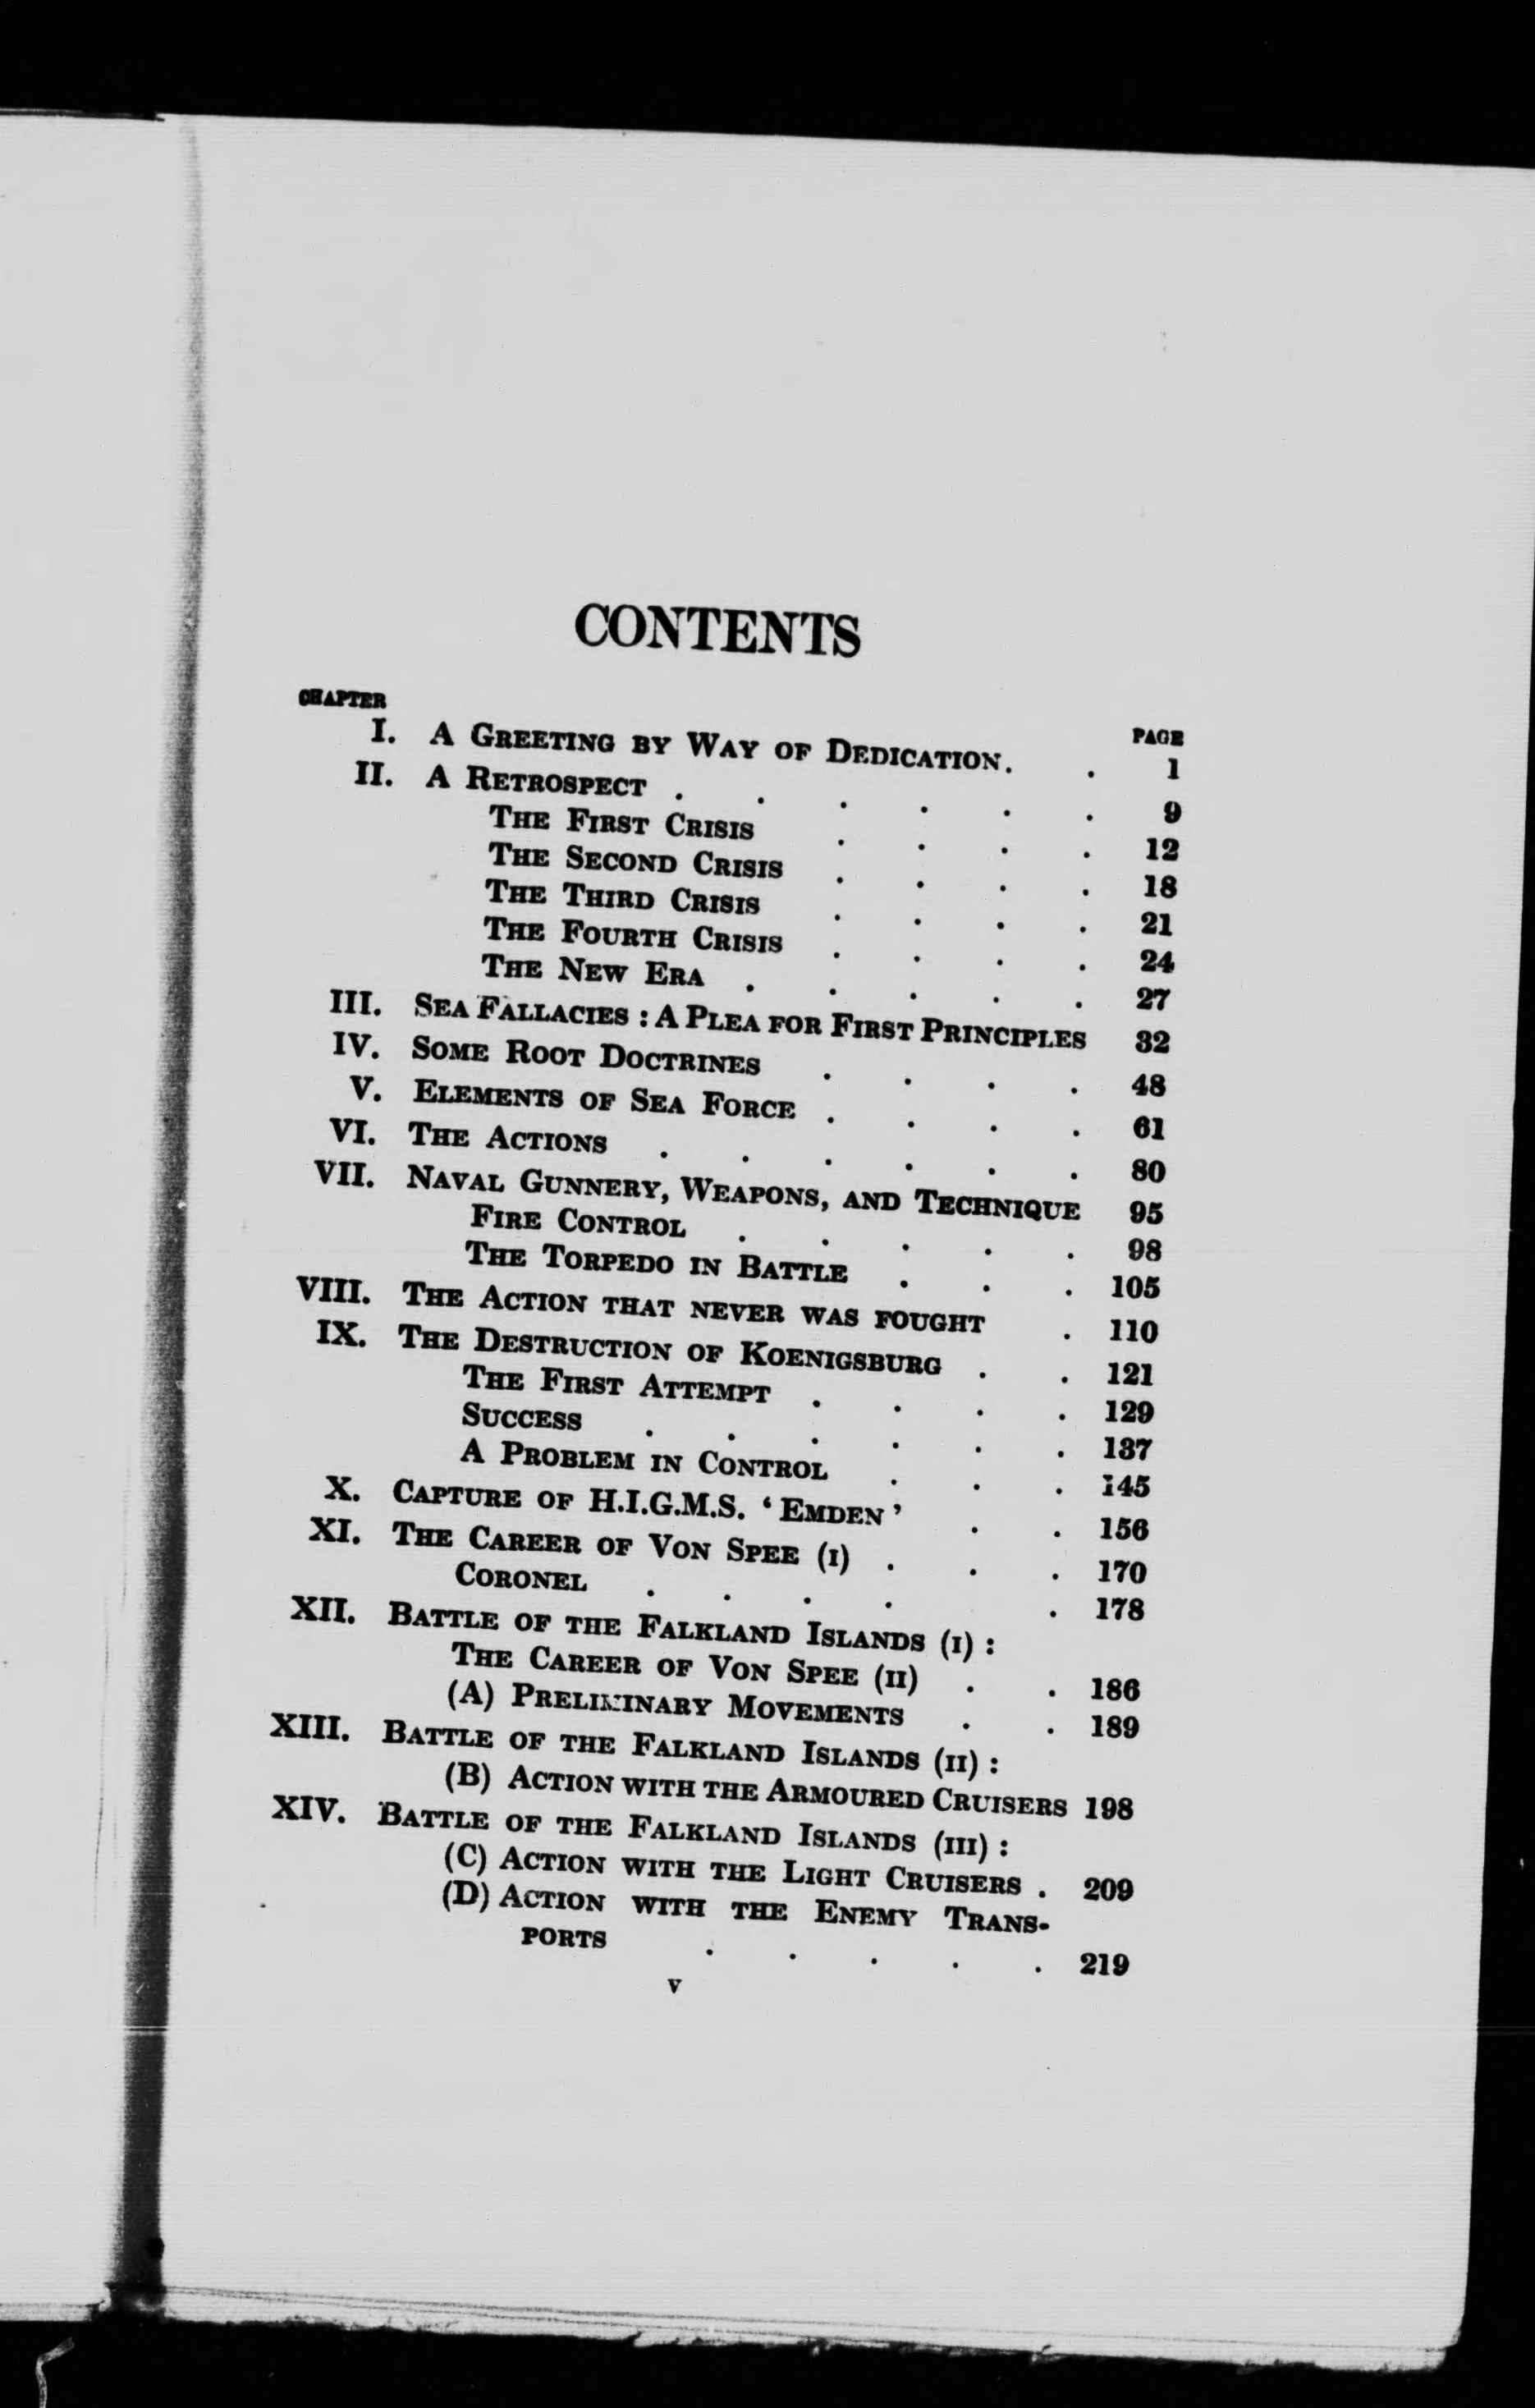 CONTENTS
CHAPTER PAGE
I. A GREETING BY WAY OF DEDICATION. . 1
II. A RETROSPECT . . . . . . 9
THE FIRST CRISIS . . . . 12
THE SECOND CRISIS . . . . 18
THE THIRD CRISIS . . . . 21
THE FOURTH CRISIS . . . . 24
THE NEW ERA . . . . . 27
III. SEA FALLACIES : A PLEA FOR FIRST PRINCIPLES 32
IV. SOME ROOT DOCTRINES . . . . 48
V. ELEMENTS OF SEA FORCE . . . . 61
VI. THE ACTIONS . . . . . . 80
VII. NAVAL GUNNERY, WEAPONS, AND TECHNIQUE 95
FIRE CONTROL . . . . . 98
THE TORPEDO IN BATTLE . . . 105
VIII. THE ACTION THAT NEVER WAS FOUGHT . 110
IX. THE DESTRUCTION OF KOENIGSBURG . . 121
THE FIRST ATTEMPT . . . . 129
SUCCESS . . . . . . 137
A PROBLEM IN CONTROL . . . 145
X. CAPTURE OF H.I.G.M.S. ‘ EMDEN ’ . . 156
XI. THE CAREER OF VON SPEE (I) . . . 170
CORONEL . . . . . 178
XII. BATTLE OF THE FALKLAND ISLANDS (I) :
THE CAREER OF VON SPEE (II) . . 186
(A) PRELIMINARY MOVEMENTS . . 189
XIII. BATTLE OF THE FALKLAND ISLANDS (II) :
(B) ACTION WITH THE ARMOURED CRUISERS 198
XIV. BATTLE OF THE FALKLAND ISLANDS (III) :
(C) ACTION WITH THE LIGHT CRUISERS . 209
(D) ACTION WITH THE ENEMY TRANS-
PORTS . . . . . 219
v